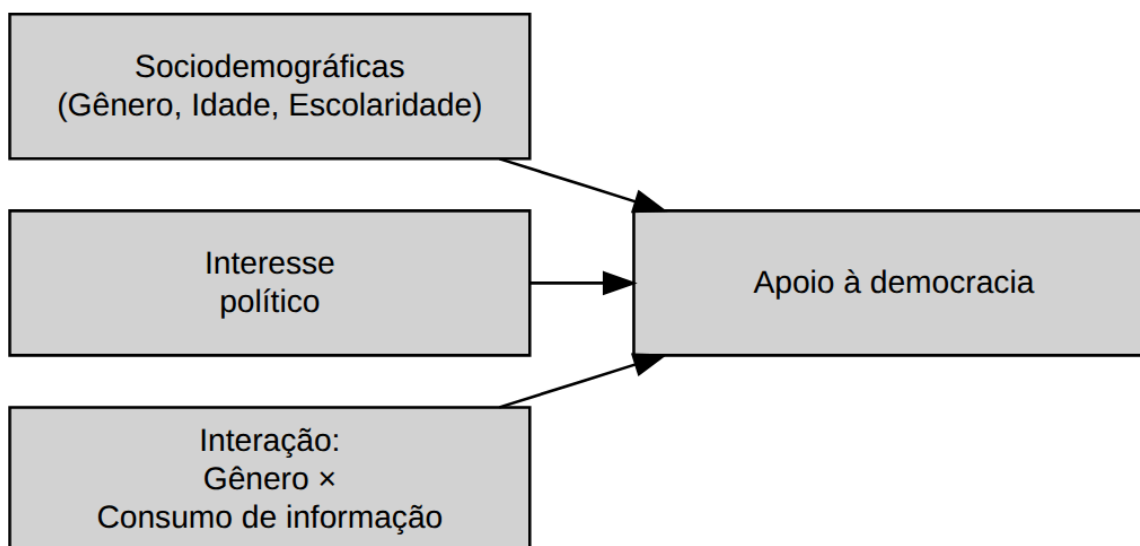 Sociodemográficas
(Gênero, Idade, Escolaridade)
Interesse
político
Apoio à democracia
Interação:
Gênero ×
Consumo de informação